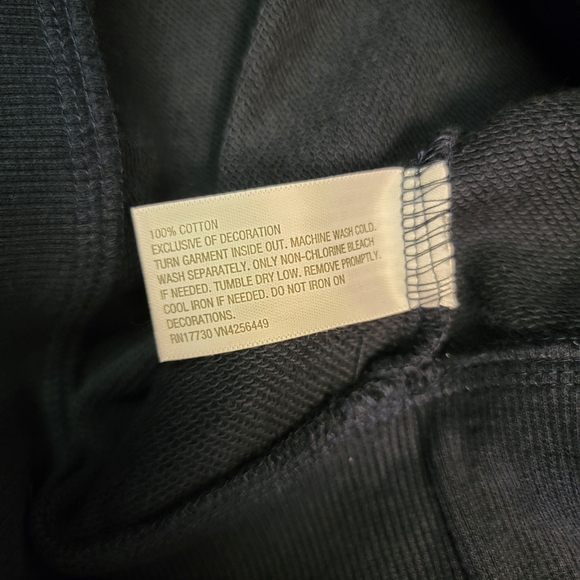 100% COTTON
EXCLUSIVE OF DECORATION
TURN GARMENT INSIDE OUT. MACHINE WASH COLD.
WASH SEPARATELY. ONLY NON-CHLORINE BLEACH
IF NEEDED. TUMBLE DRY LOW. REMOVE PROMPTLY.
COOL IRON IF NEEDED. DO NOT IRON ON
DECORATIONS.
RN17730 VN4256449